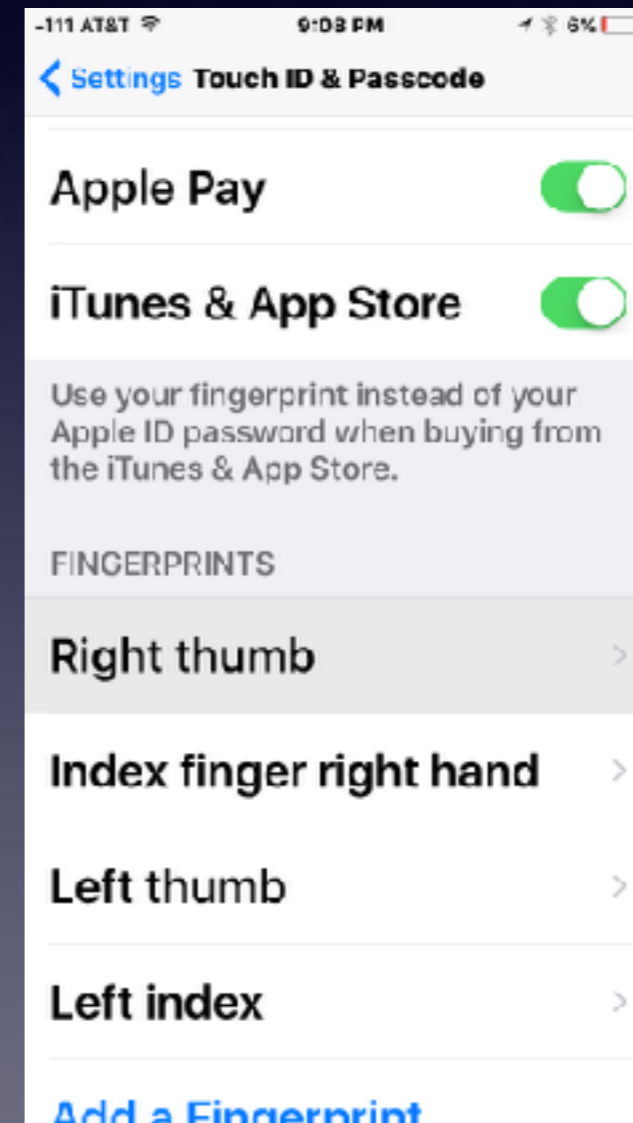 -111 AT&T 9:08 PM 6%
Settings Touch ID & Passcode
Apple Pay
iTunes & App Store
Use your fingerprint instead of your
Apple ID password when buying from
the iTunes & App Store.
FINGERPRINTS
Right thumb
Index finger right hand
Left thumb
Left index
Add a Fingerprint